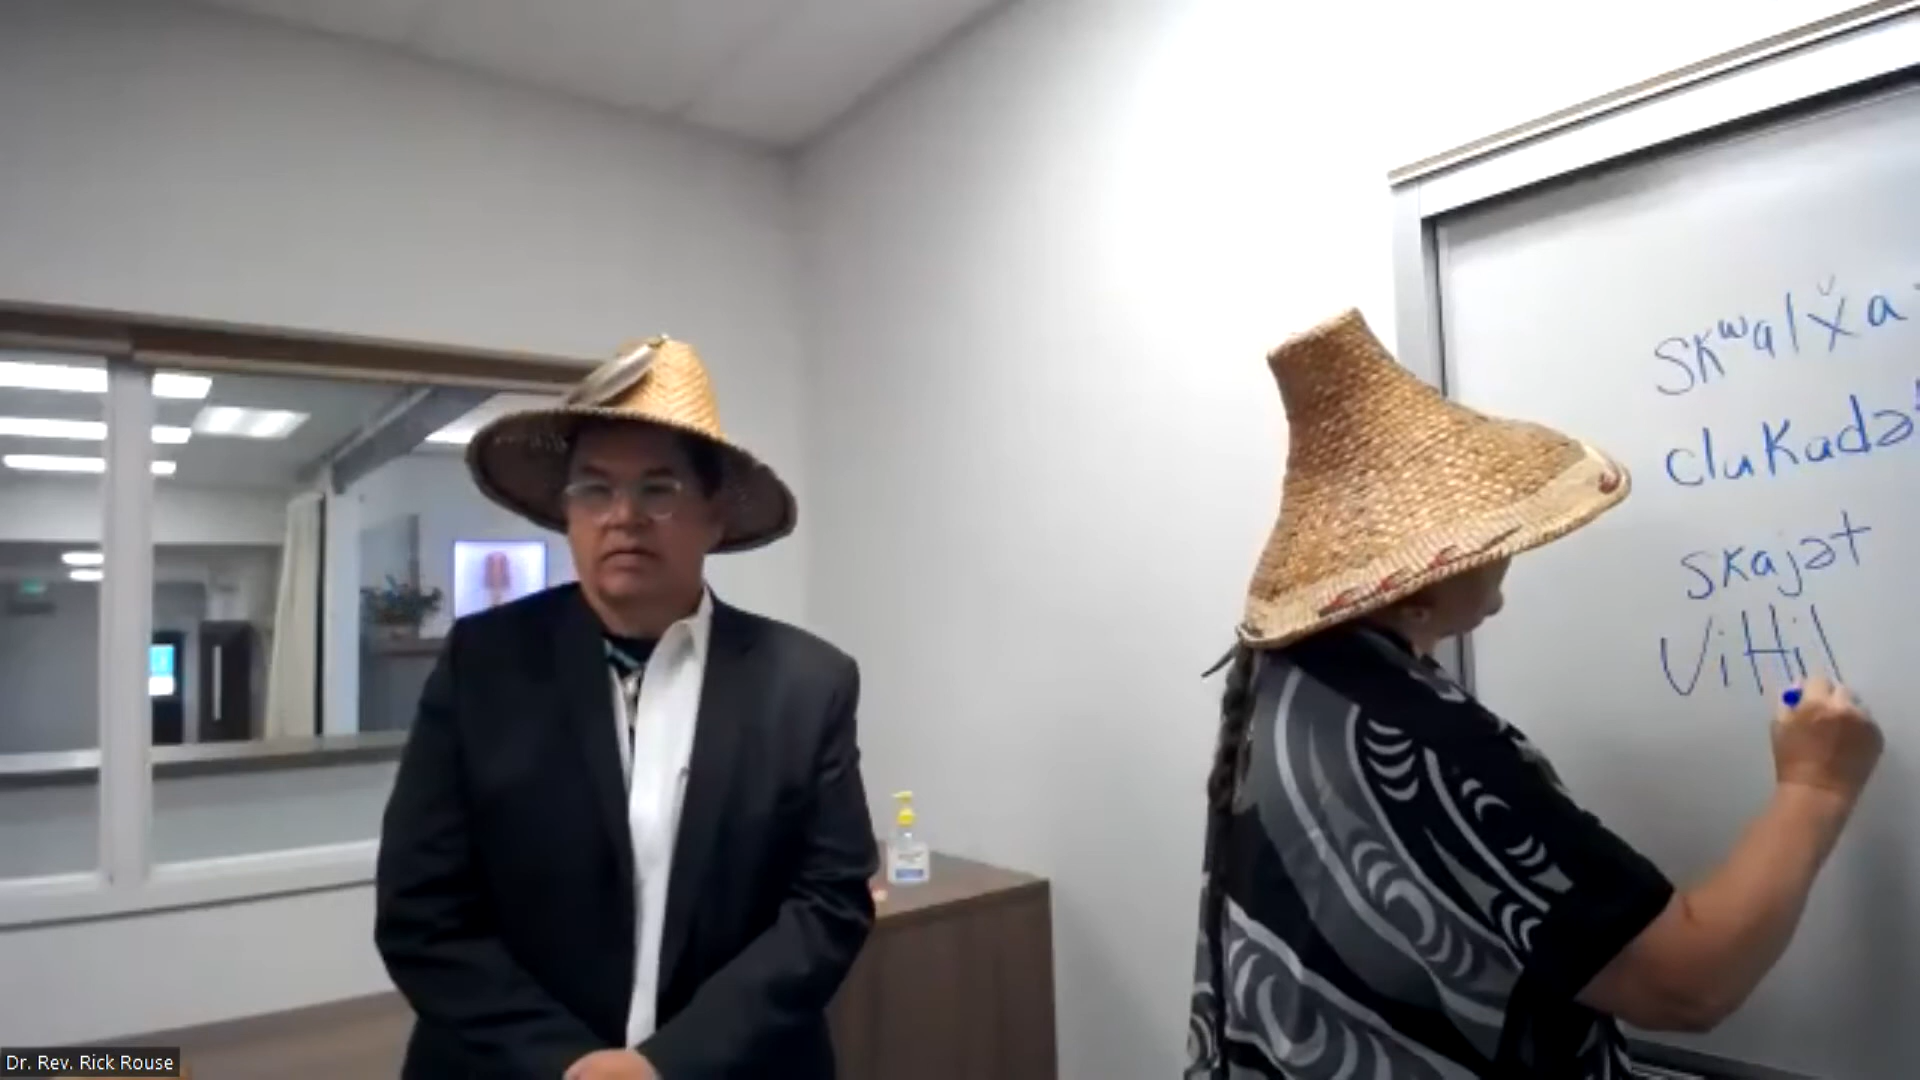 Skʷalx̌a
clukadə
skajət
ViHil
Dr. Rev. Rick Rouse